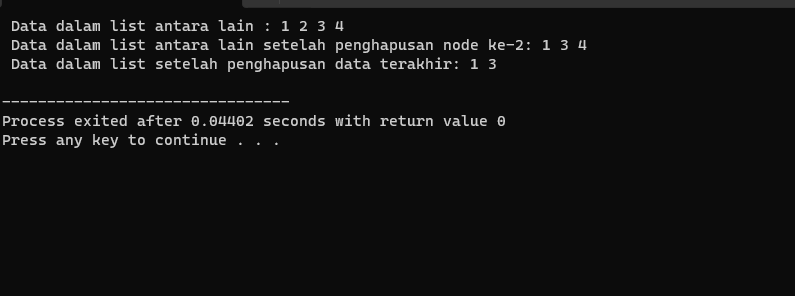 Data dalam list antara lain : 1 2 3 4
Data dalam list antara lain setelah penghapusan node ke-2: 1 3 4
Data dalam list setelah penghapusan data terakhir: 1 3
--------------------------------
Process exited after 0.04402 seconds with return value 0
Press any key to continue . . .